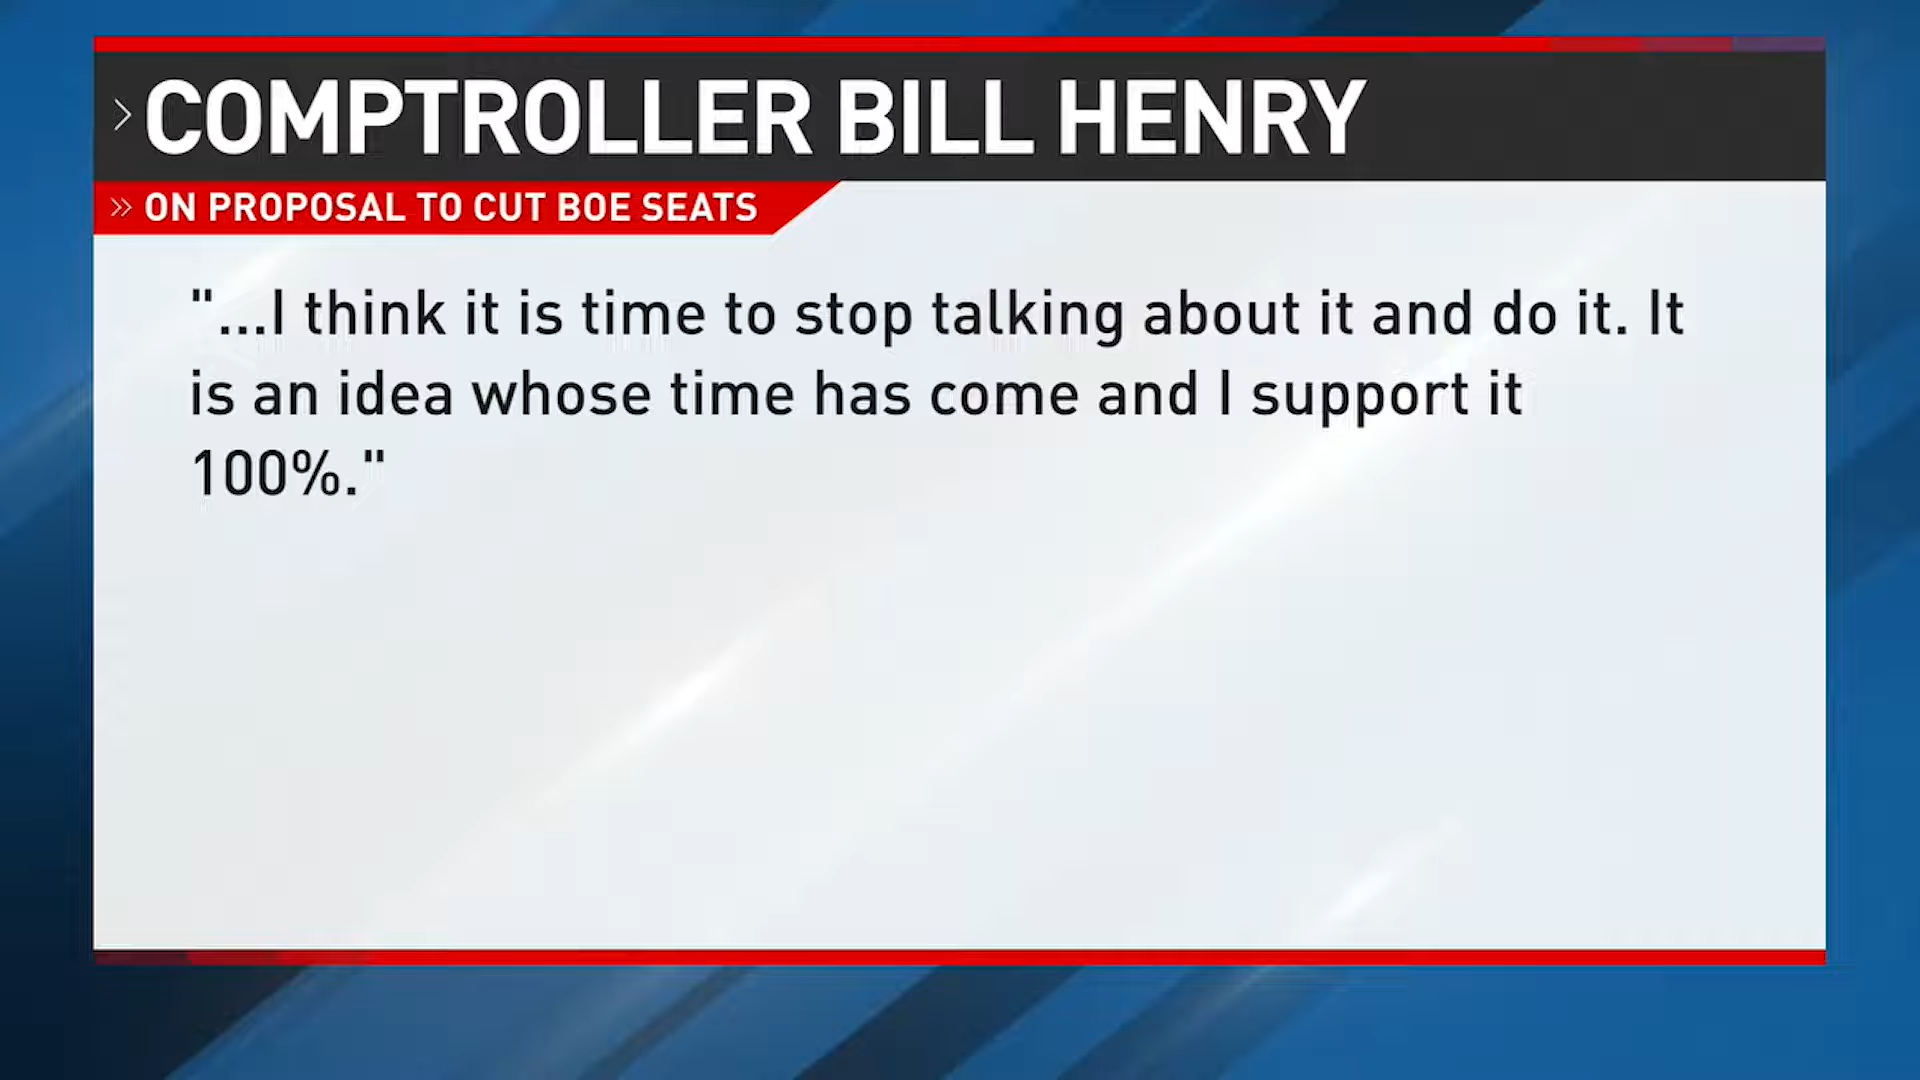 COMPTROLLER BILL HENRY
ON PROPOSAL TO CUT BOE SEATS
"...I think it is time to stop talking about it and do it. It
is an idea whose time has come and I support it
100%."